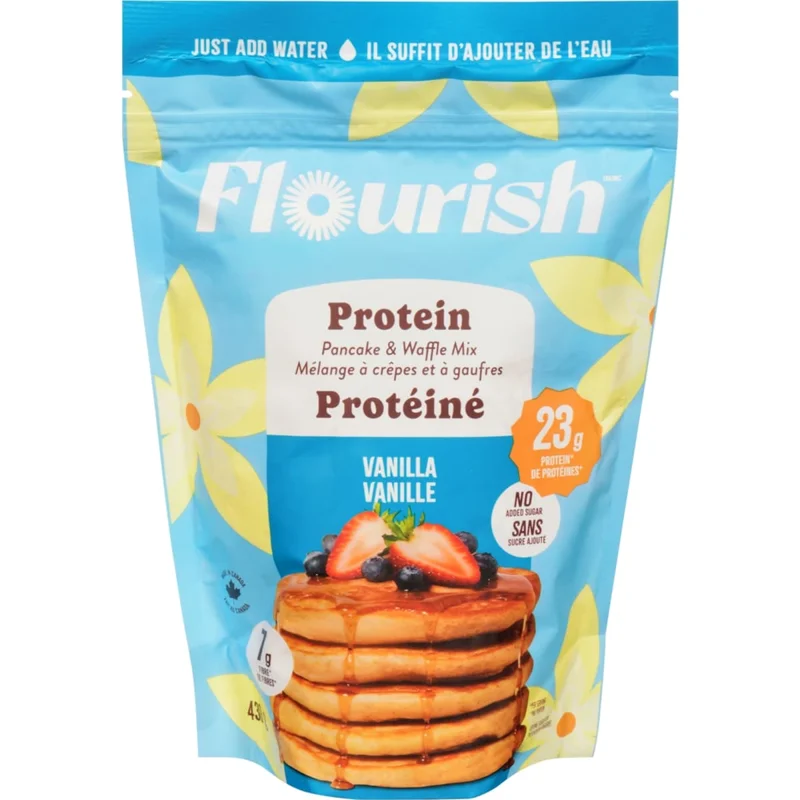 JUST ADD WATER IL SUFFIT D'AJOUTER DE L'EAU
Flourish
Protein
Pancake & Waffle Mix
Mélange à crêpes et à gaufres
Protéiné
23g
PROTEIN*
DE PROTÉINES*
VANILLA
VANILLE
NO
ADDED SUGAR
SANS
SUCRE AJOUTÉ
7g